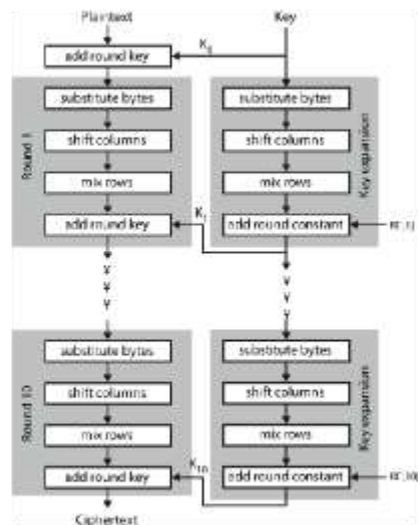 Plaintext
Key
K0
add round key
Round 1
substitute bytes
shift columns
mix rows
add round key
K1
substitute bytes
shift columns
mix rows
add round constant
Key expansion
¥
¥
¥
¥
¥
¥
Round 10
substitute bytes
shift columns
mix rows
add round key
K10
Ciphertext
substitute bytes
shift columns
mix rows
add round constant
Key expansion